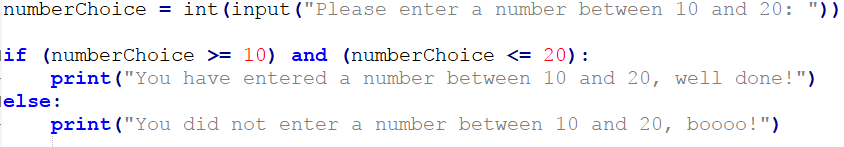 numberChoice = int(input("Please enter a number between 10 and 20: "))
if (numberChoice >= 10) and (numberChoice <= 20):
    print("You have entered a number between 10 and 20, well done!")
else:
    print("You did not enter a number between 10 and 20, boooo!")